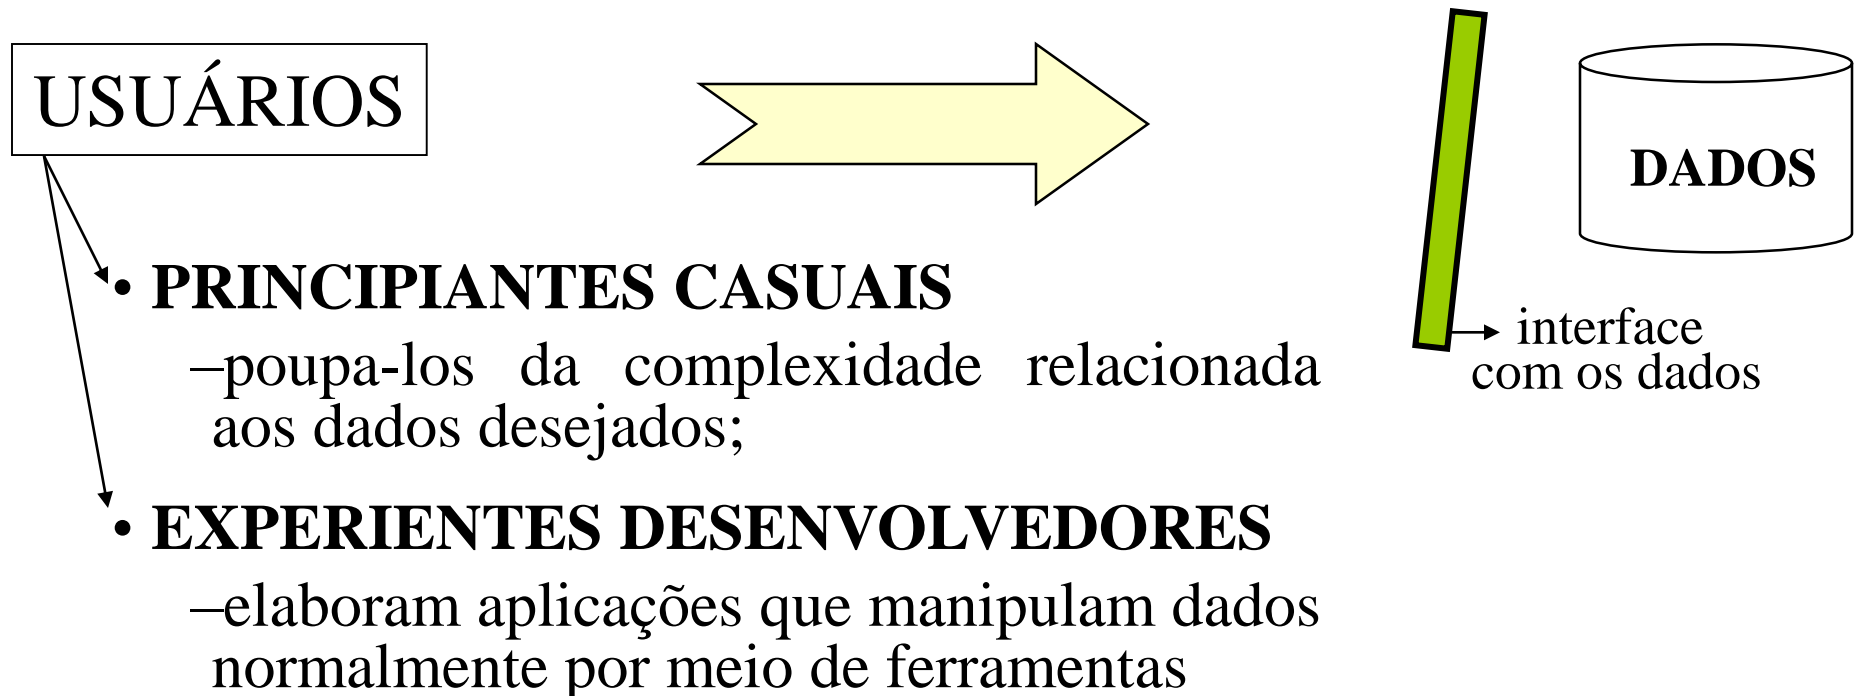 USUÁRIOS
DADOS
• PRINCIPIANTES CASUAIS
–poupa-los da complexidade relacionada
aos dados desejados;
interface
com os dados
• EXPERIENTES DESENVOLVEDORES
–elaboram aplicações que manipulam dados
normalmente por meio de ferramentas